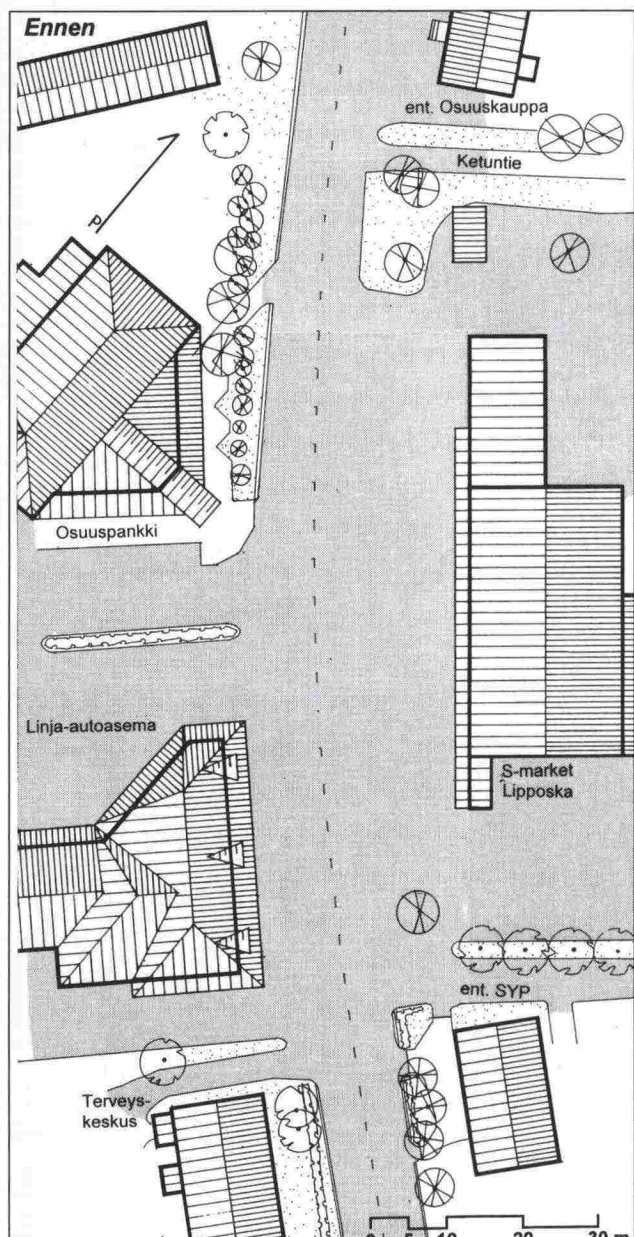 Ennen
ent. Osuuskauppa
Ketuntie
P
Osuuspankki
Linja-autoasema
S-market
Lipposka
ent. SYP
Terveys-
keskus
0 5 10 20 30 m